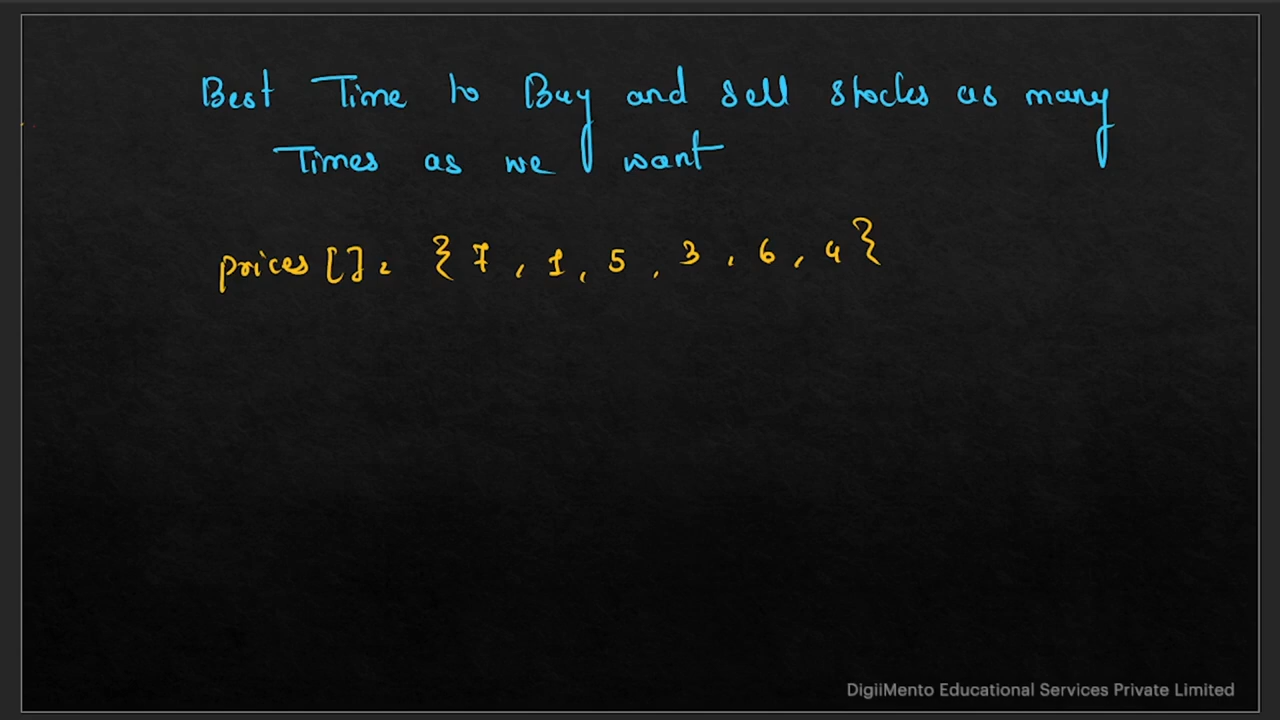 Best Time to Buy and sell stocks as many
Times as we want
prices [] = {7, 1, 5, 3, 6, 4}
DigiiMento Educational Services Private Limited